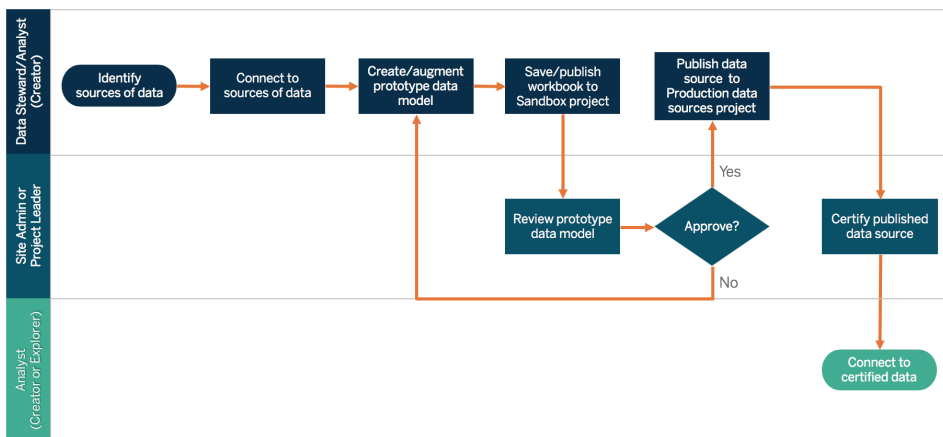 Data Steward/Analyst
(Creator)
Identify
sources of data
Connect to
sources of data
Create/augment
prototype data
model
Save/publish
workbook to
Sandbox project
Publish data
source to
Production data
sources project
Site Admin or
Project Leader
Review prototype
data model
Approve?
Yes
No
Certify published
data source
Analyst
(Creator or Explorer)
Connect to
certified data